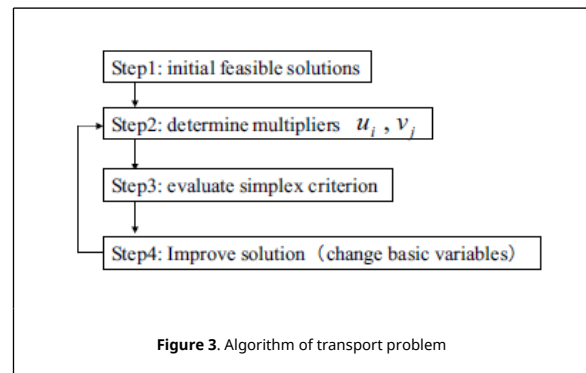 Step1: initial feasible solutions
Step2: determine multipliers u_i , v_j
Step3: evaluate simplex criterion
Step4: Improve solution（change basic variables）
Figure 3. Algorithm of transport problem